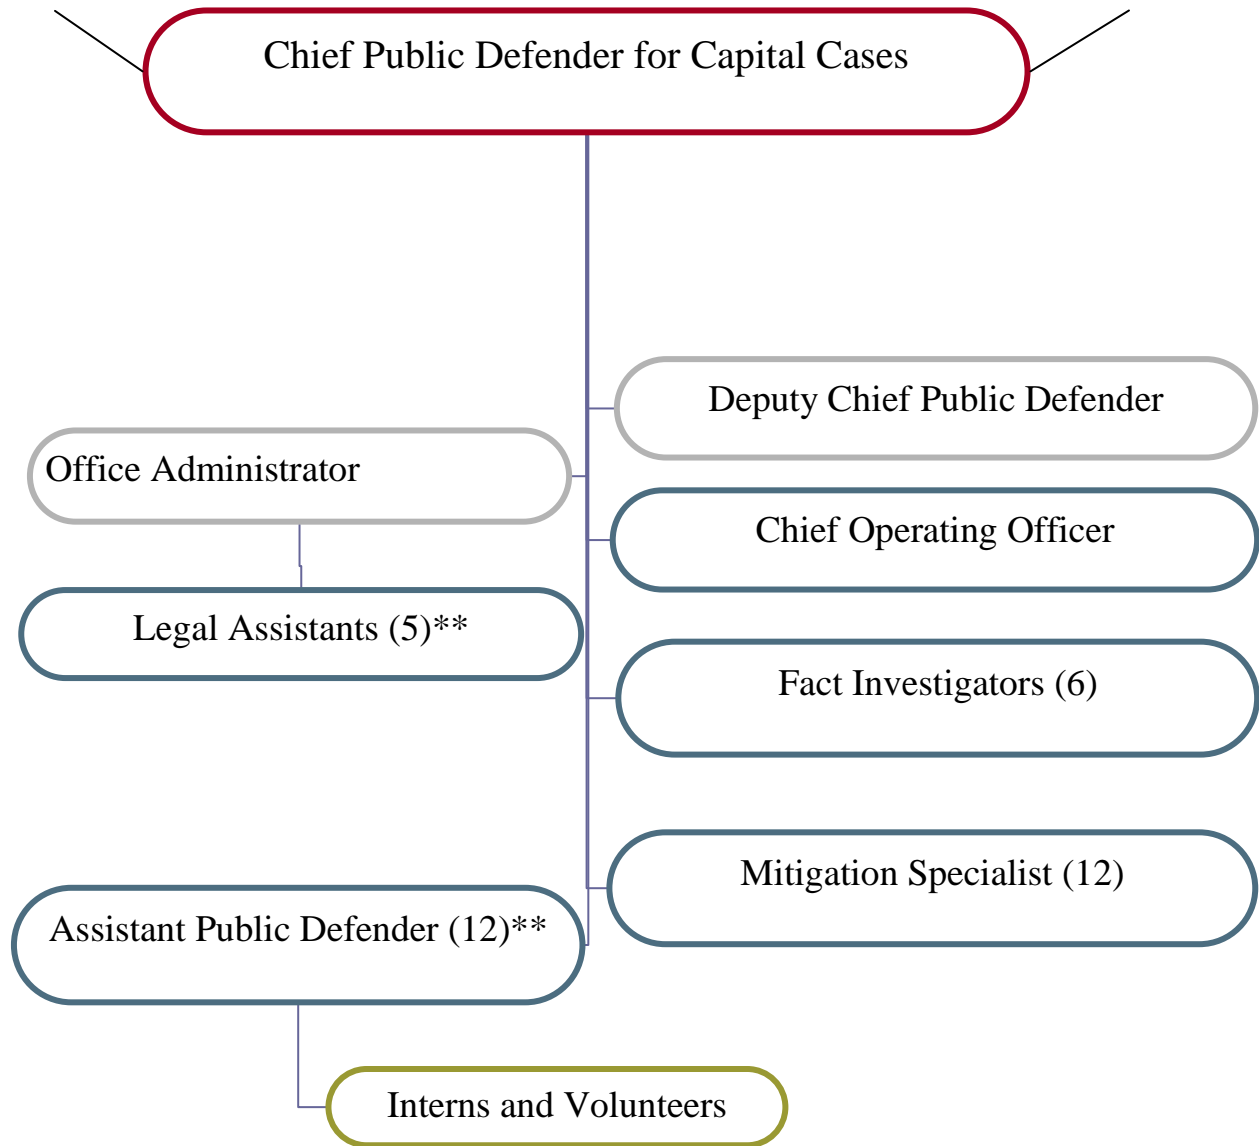 Chief Public Defender for Capital Cases
Deputy Chief Public Defender
Office Administrator
Chief Operating Officer
Legal Assistants (5)**
Fact Investigators (6)
Mitigation Specialist (12)
Assistant Public Defender (12)**
Interns and Volunteers